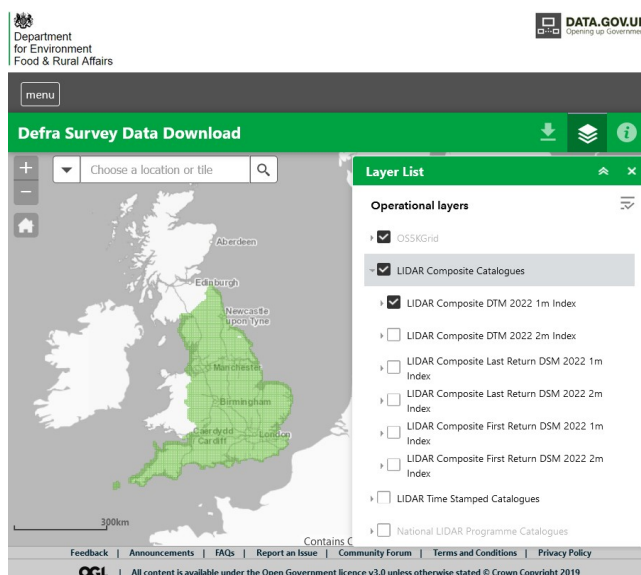 Department
for Environment
Food & Rural Affairs
DATA.GOV.U
Opening up Governmen
menu
Defra Survey Data Download
Choose a location or tile
Layer List
Operational layers
OS5KGrid
LIDAR Composite Catalogues
LIDAR Composite DTM 2022 1m Index
LIDAR Composite DTM 2022 2m Index
LIDAR Composite Last Return DSM 2022 1m
Index
LIDAR Composite Last Return DSM 2022 2m
Index
LIDAR Composite First Return DSM 2022 1m
Index
LIDAR Composite First Return DSM 2022 2m
Index
LIDAR Time Stamped Catalogues
National LIDAR Programme Catalogues
Aberdeen
Edinburgh
Newcastle
upon Tyne
Manchester
Birmingham
Caerdydd
Cardiff
London
300km
Contains C
Feedback | Announcements | FAQs | Report an Issue | Community Forum | Terms and Conditions | Privacy Policy
OGL | All content is available under the Open Government licence v3.0 unless otherwise stated © Crown Copyright 2019